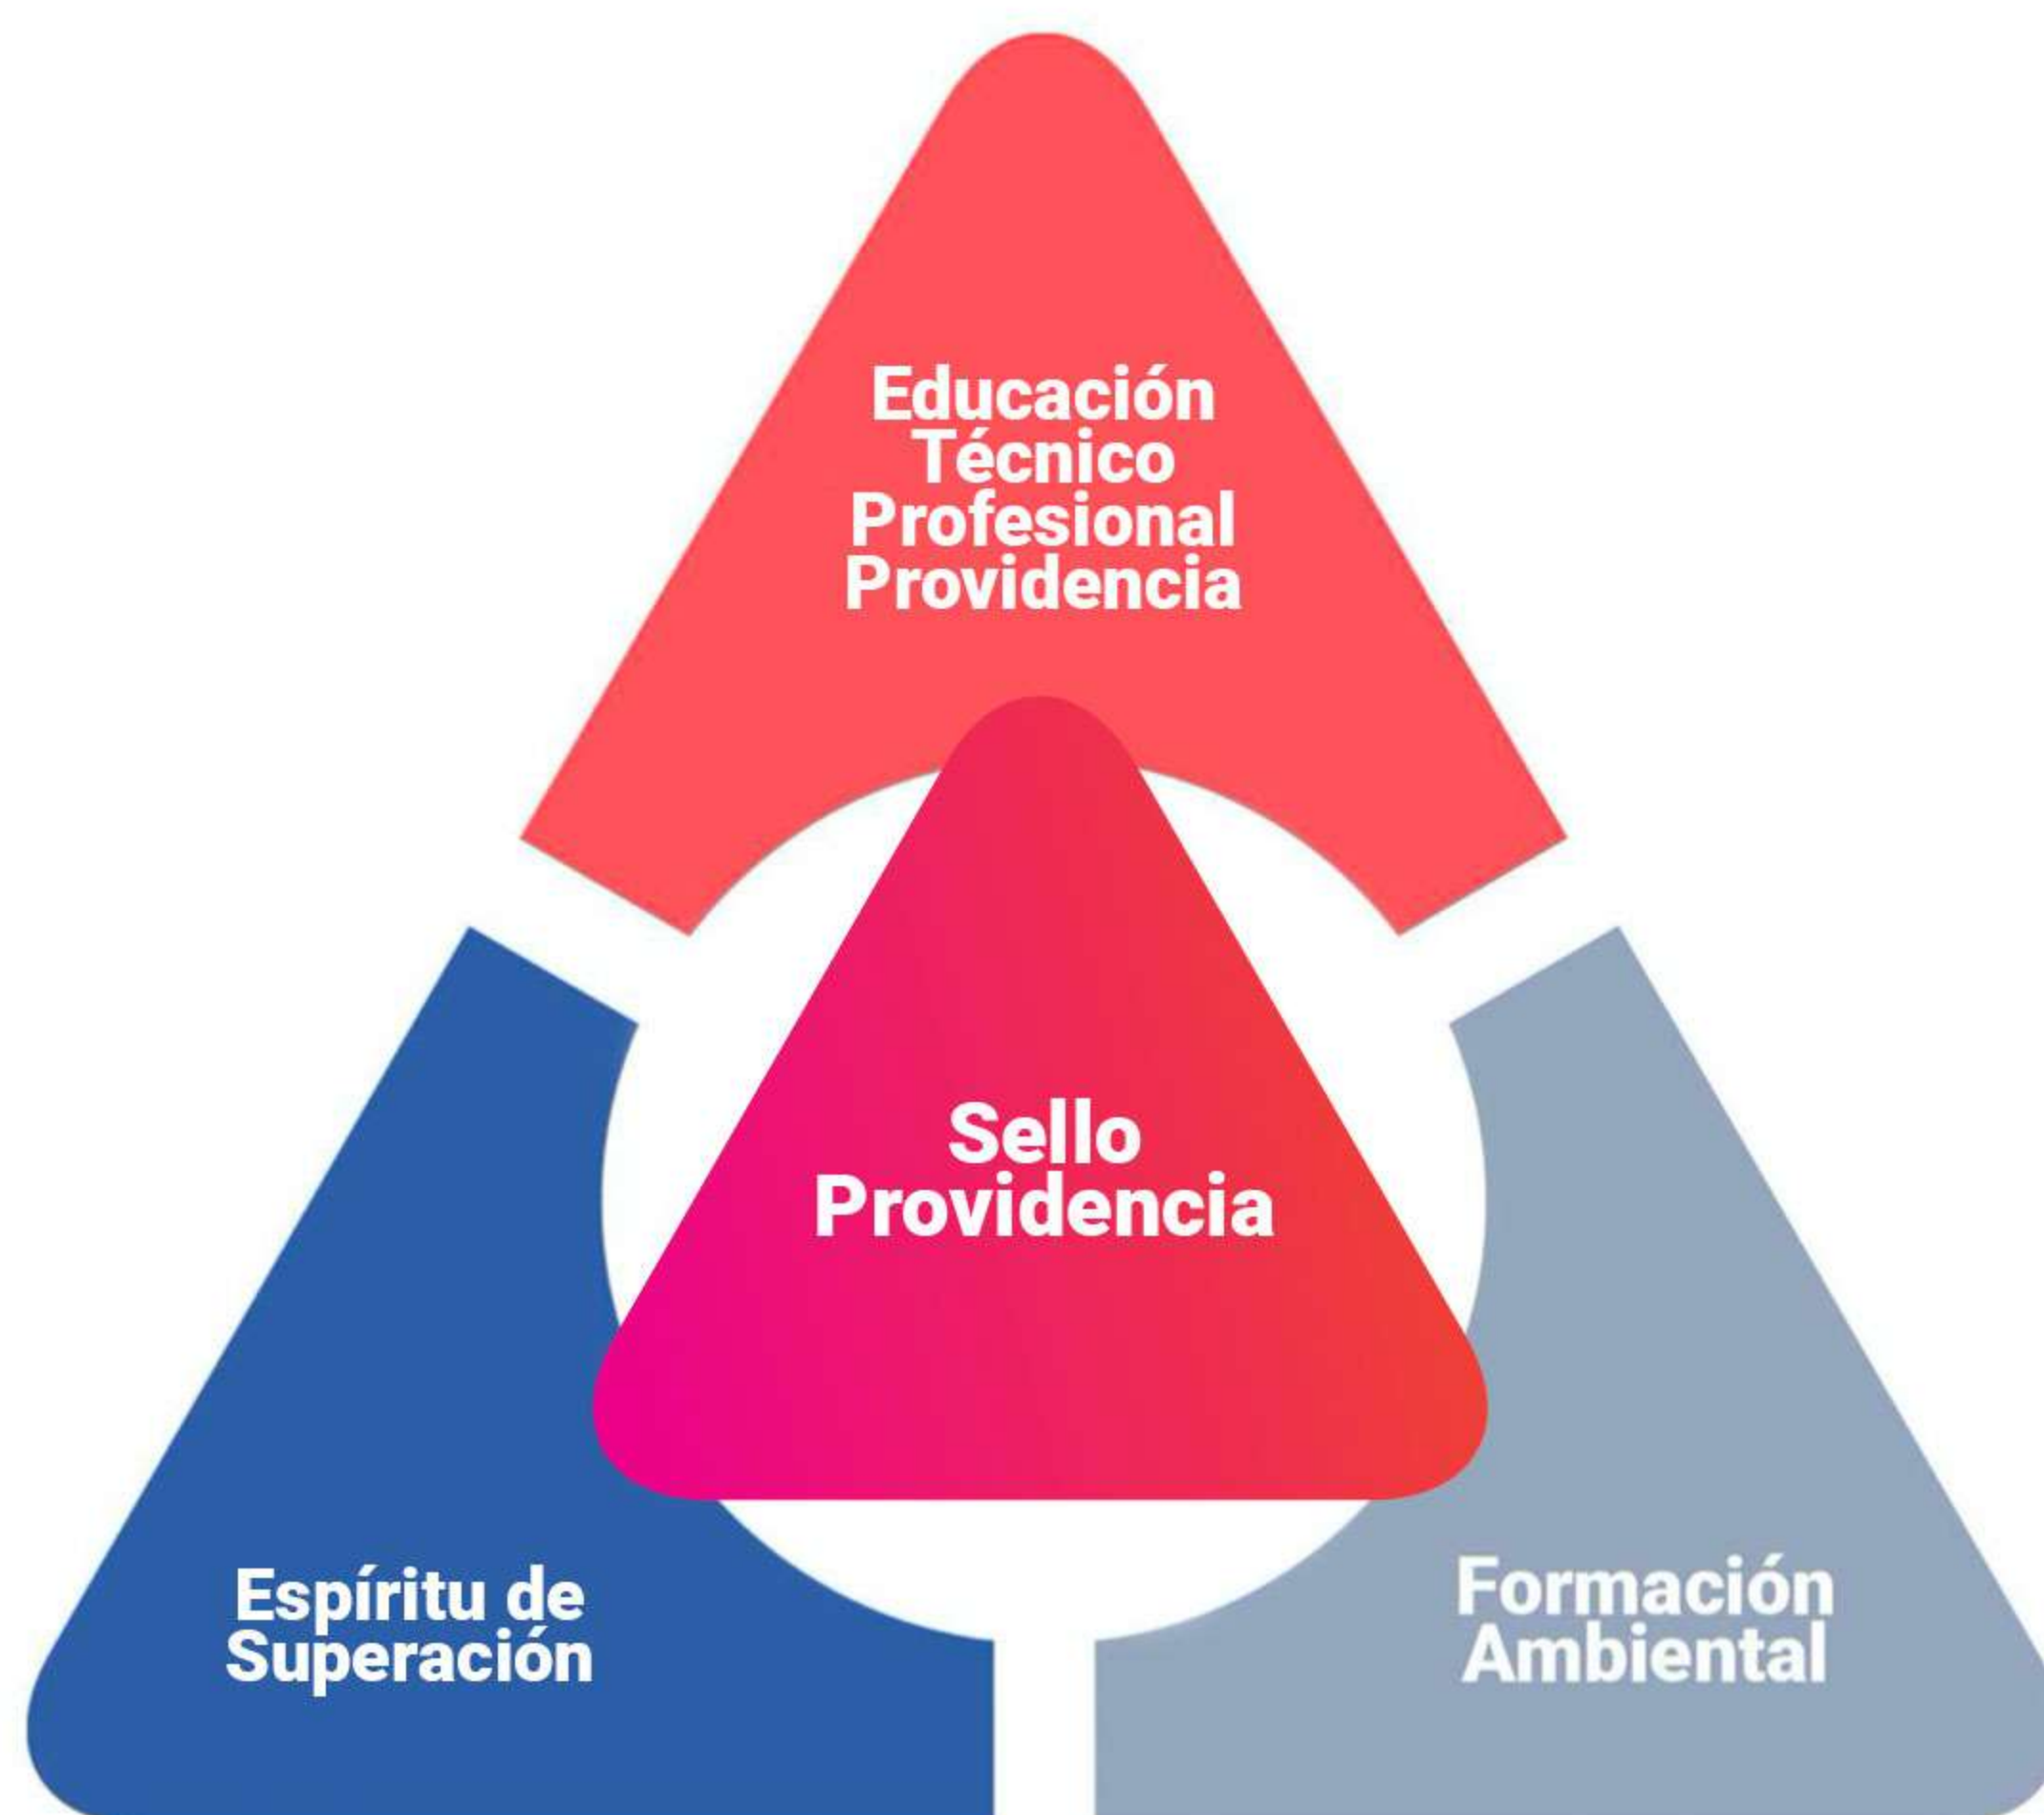 Educación
Técnico
Profesional
Providencia
Sello
Providencia
Espíritu de
Superación
Formación
Ambiental